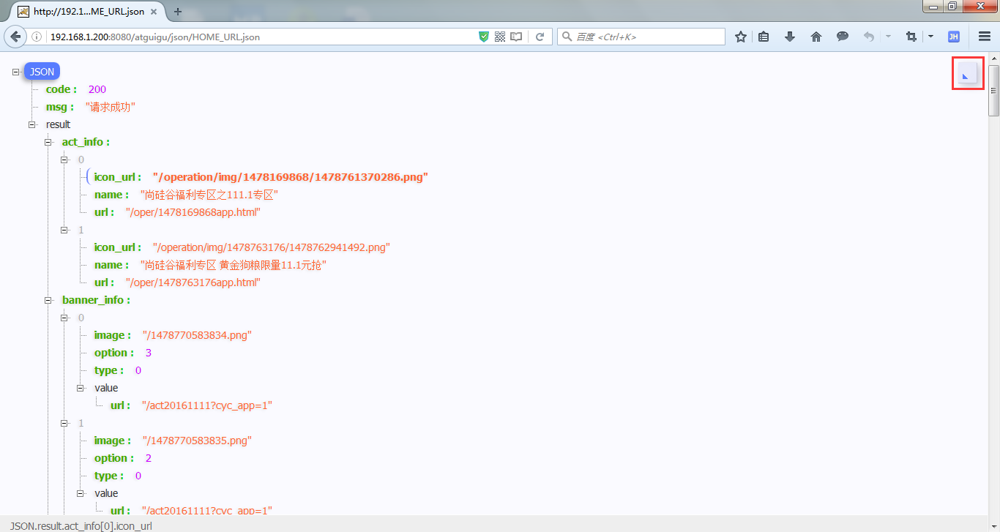 http://192.1...ME_URL.json
192.168.1.200:8080/atguigu/json/HOME_URL.json
百度 <Ctrl+K>
JH
JSON
code : 200
msg : "请求成功"
result
act_info :
0
icon_url : "/operation/img/1478169868/1478761370286.png"
name : "尚硅谷福利专区之111.1专区"
url : "/oper/1478169868app.html"
1
icon_url : "/operation/img/1478763176/1478762941492.png"
name : "尚硅谷福利专区 黄金狗粮限量11.1元抢"
url : "/oper/1478763176app.html"
banner_info :
0
image : "/1478770583834.png"
option : 3
type : 0
value
url : "/act20161111?cyc_app=1"
1
image : "/1478770583835.png"
option : 2
type : 0
value
url : "/act20161111?cyc_app=1"
JSON.result.act_info[0].icon_url